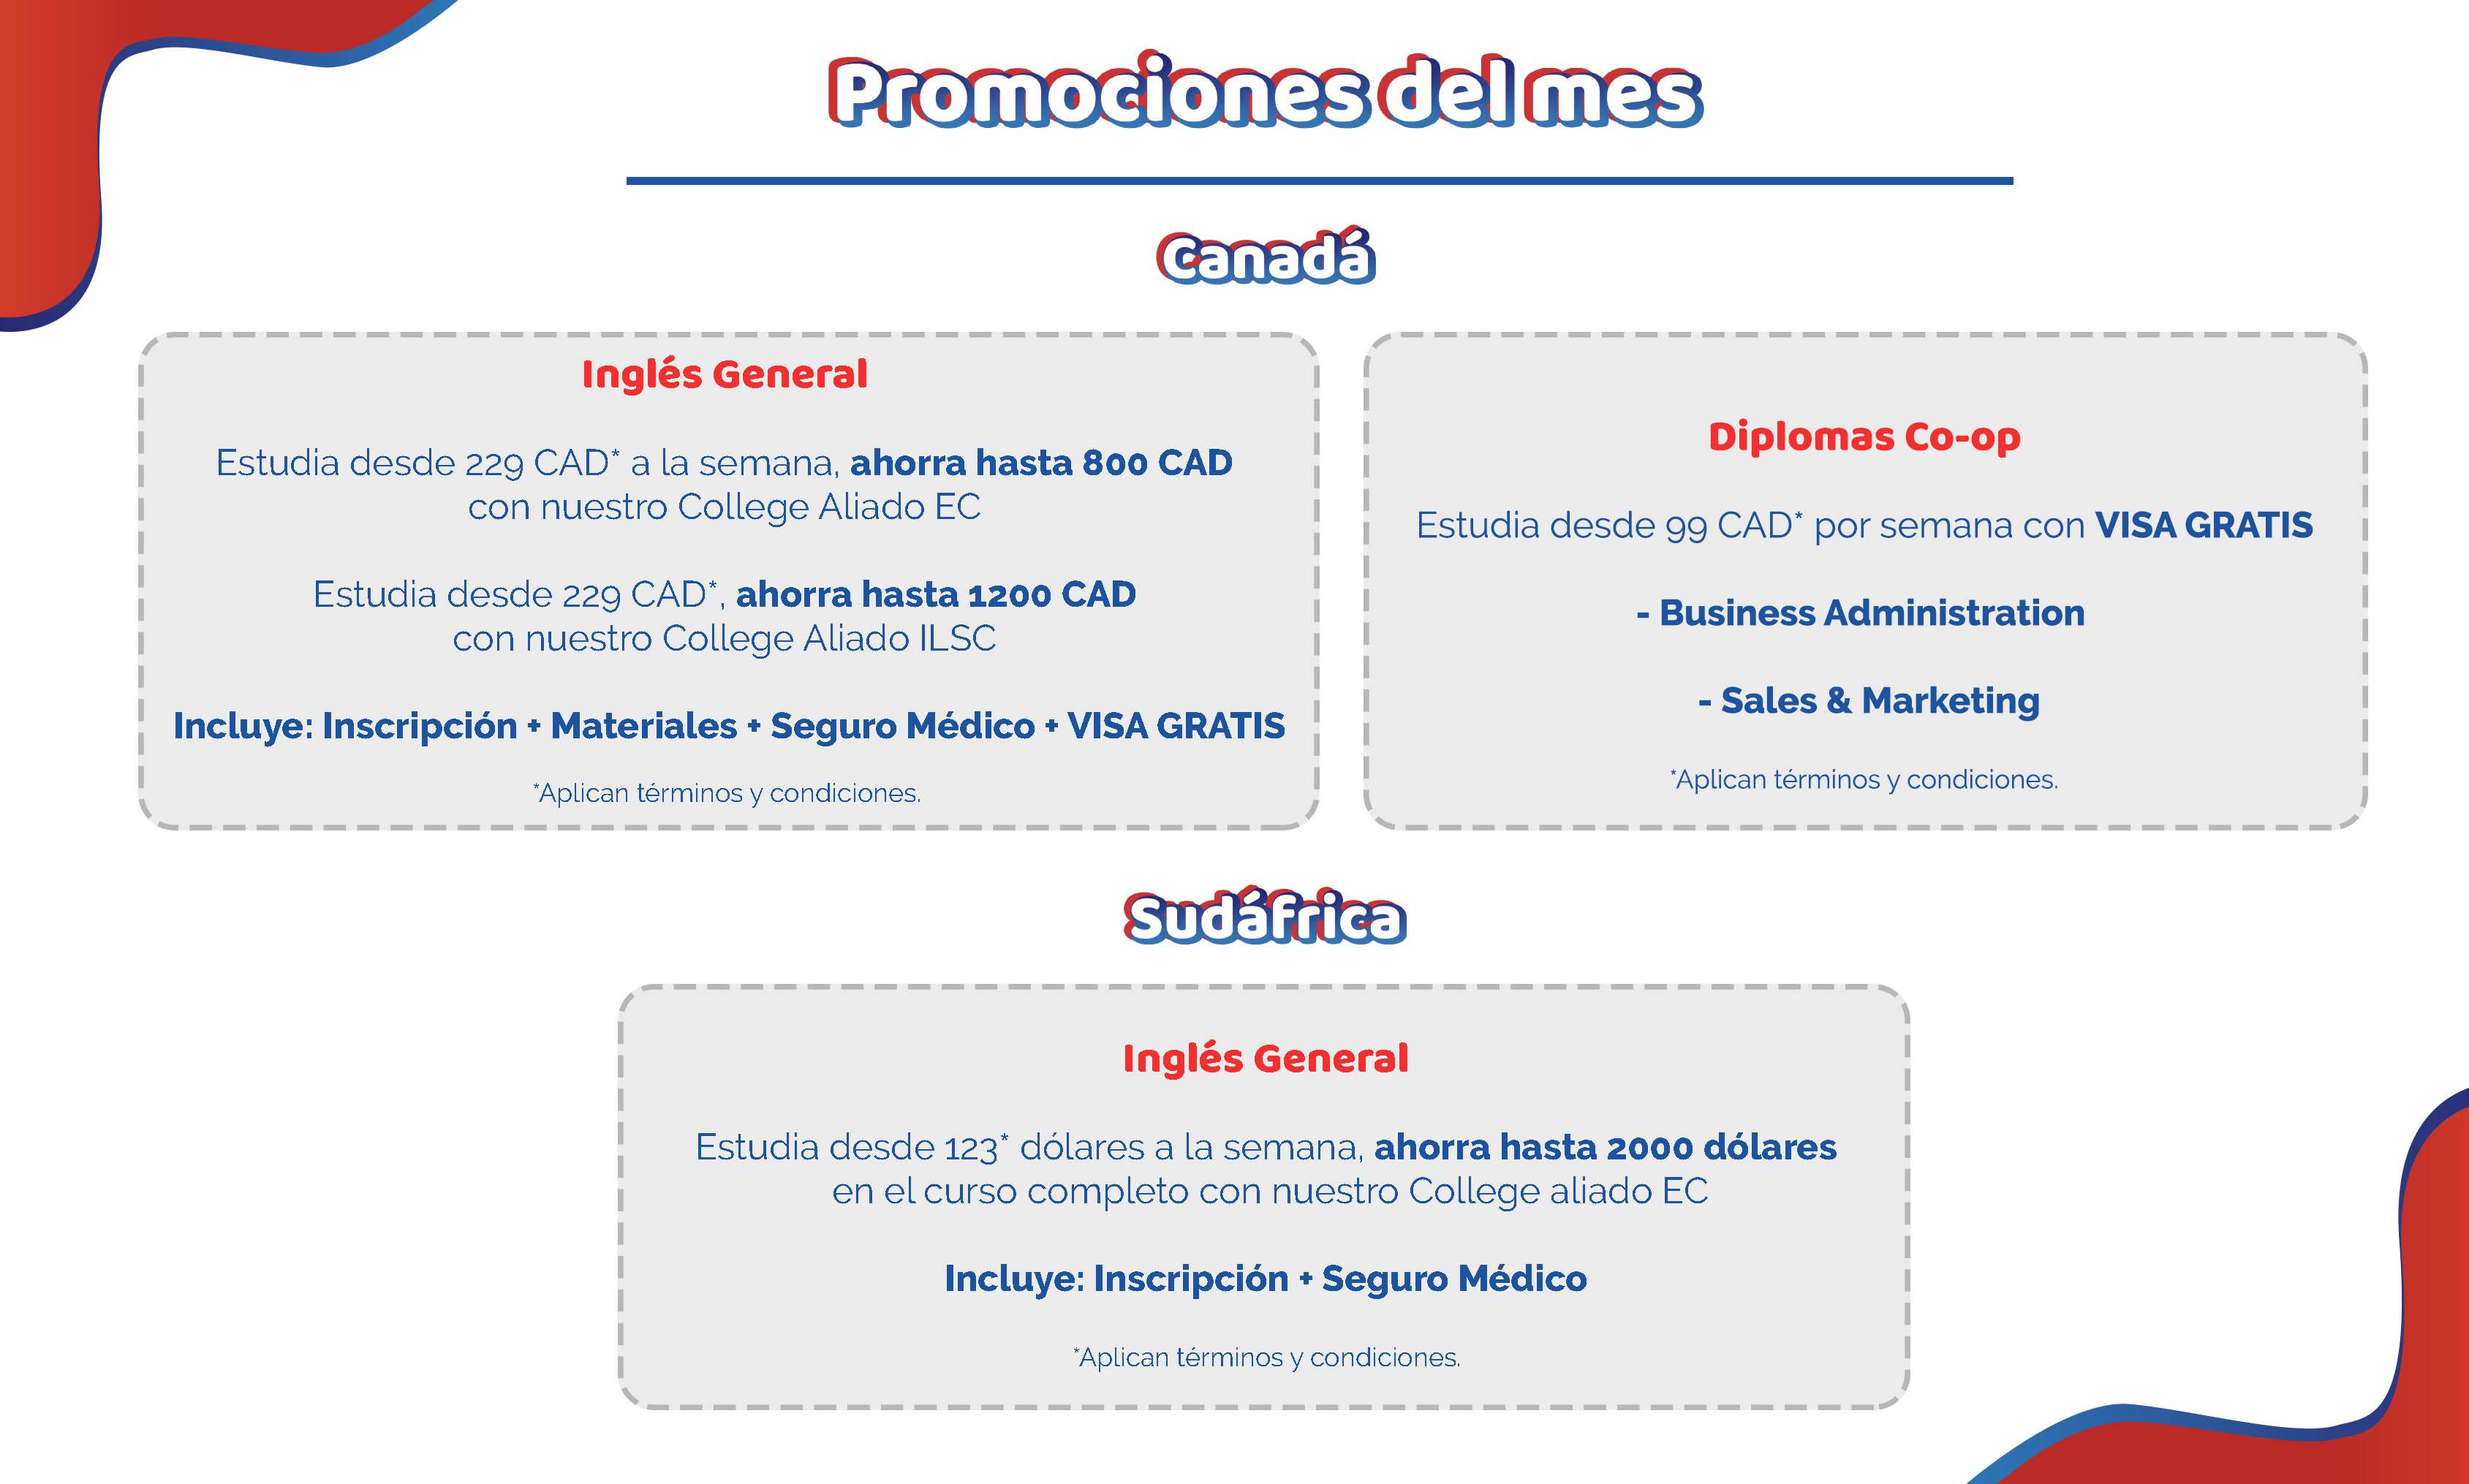 Promociones del mes
Canadá
Inglés General
Estudia desde 229 CAD* a la semana, ahorra hasta 800 CAD
con nuestro College Aliado EC
Estudia desde 229 CAD*, ahorra hasta 1200 CAD
con nuestro College Aliado ILSC
Incluye: Inscripción + Materiales + Seguro Médico + VISA GRATIS
*Aplican términos y condiciones.
Diplomas Co-op
Estudia desde 99 CAD* por semana con VISA GRATIS
- Business Administration
- Sales & Marketing
*Aplican términos y condiciones.
Sudáfrica
Inglés General
Estudia desde 123* dólares a la semana, ahorra hasta 2000 dólares
en el curso completo con nuestro College aliado EC
Incluye: Inscripción + Seguro Médico
*Aplican términos y condiciones.